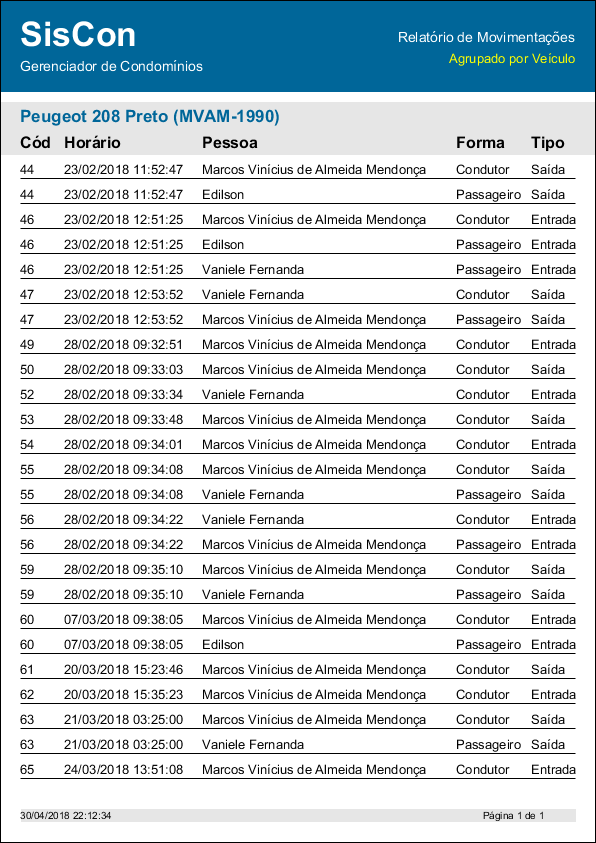 SisCon
Relatório de Movimentações
Gerenciador de Condomínios
Agrupado por Veículo
Peugeot 208 Preto (MVAM-1990)
Cód Horário Pessoa Forma Tipo
44 23/02/2018 11:52:47 Marcos Vinícius de Almeida Mendonça Condutor Saída
44 23/02/2018 11:52:47 Edilson Passageiro Saída
46 23/02/2018 12:51:25 Marcos Vinícius de Almeida Mendonça Condutor Entrada
46 23/02/2018 12:51:25 Edilson Passageiro Entrada
46 23/02/2018 12:51:25 Vaniele Fernanda Passageiro Entrada
47 23/02/2018 12:53:52 Vaniele Fernanda Condutor Saída
47 23/02/2018 12:53:52 Marcos Vinícius de Almeida Mendonça Passageiro Saída
49 28/02/2018 09:32:51 Marcos Vinícius de Almeida Mendonça Condutor Entrada
50 28/02/2018 09:33:03 Marcos Vinícius de Almeida Mendonça Condutor Saída
52 28/02/2018 09:33:34 Vaniele Fernanda Condutor Entrada
53 28/02/2018 09:33:48 Marcos Vinícius de Almeida Mendonça Condutor Saída
54 28/02/2018 09:34:01 Marcos Vinícius de Almeida Mendonça Condutor Entrada
55 28/02/2018 09:34:08 Marcos Vinícius de Almeida Mendonça Condutor Saída
55 28/02/2018 09:34:08 Vaniele Fernanda Passageiro Saída
56 28/02/2018 09:34:22 Vaniele Fernanda Condutor Entrada
56 28/02/2018 09:34:22 Marcos Vinícius de Almeida Mendonça Passageiro Entrada
59 28/02/2018 09:35:10 Marcos Vinícius de Almeida Mendonça Condutor Saída
59 28/02/2018 09:35:10 Vaniele Fernanda Passageiro Saída
60 07/03/2018 09:38:05 Marcos Vinícius de Almeida Mendonça Condutor Entrada
60 07/03/2018 09:38:05 Edilson Passageiro Entrada
61 20/03/2018 15:23:46 Marcos Vinícius de Almeida Mendonça Condutor Saída
62 20/03/2018 15:35:23 Marcos Vinícius de Almeida Mendonça Condutor Entrada
63 21/03/2018 03:25:00 Marcos Vinícius de Almeida Mendonça Condutor Saída
63 21/03/2018 03:25:00 Vaniele Fernanda Passageiro Saída
65 24/03/2018 13:51:08 Marcos Vinícius de Almeida Mendonça Condutor Entrada
30/04/2018 22:12:34 Página 1 de 1